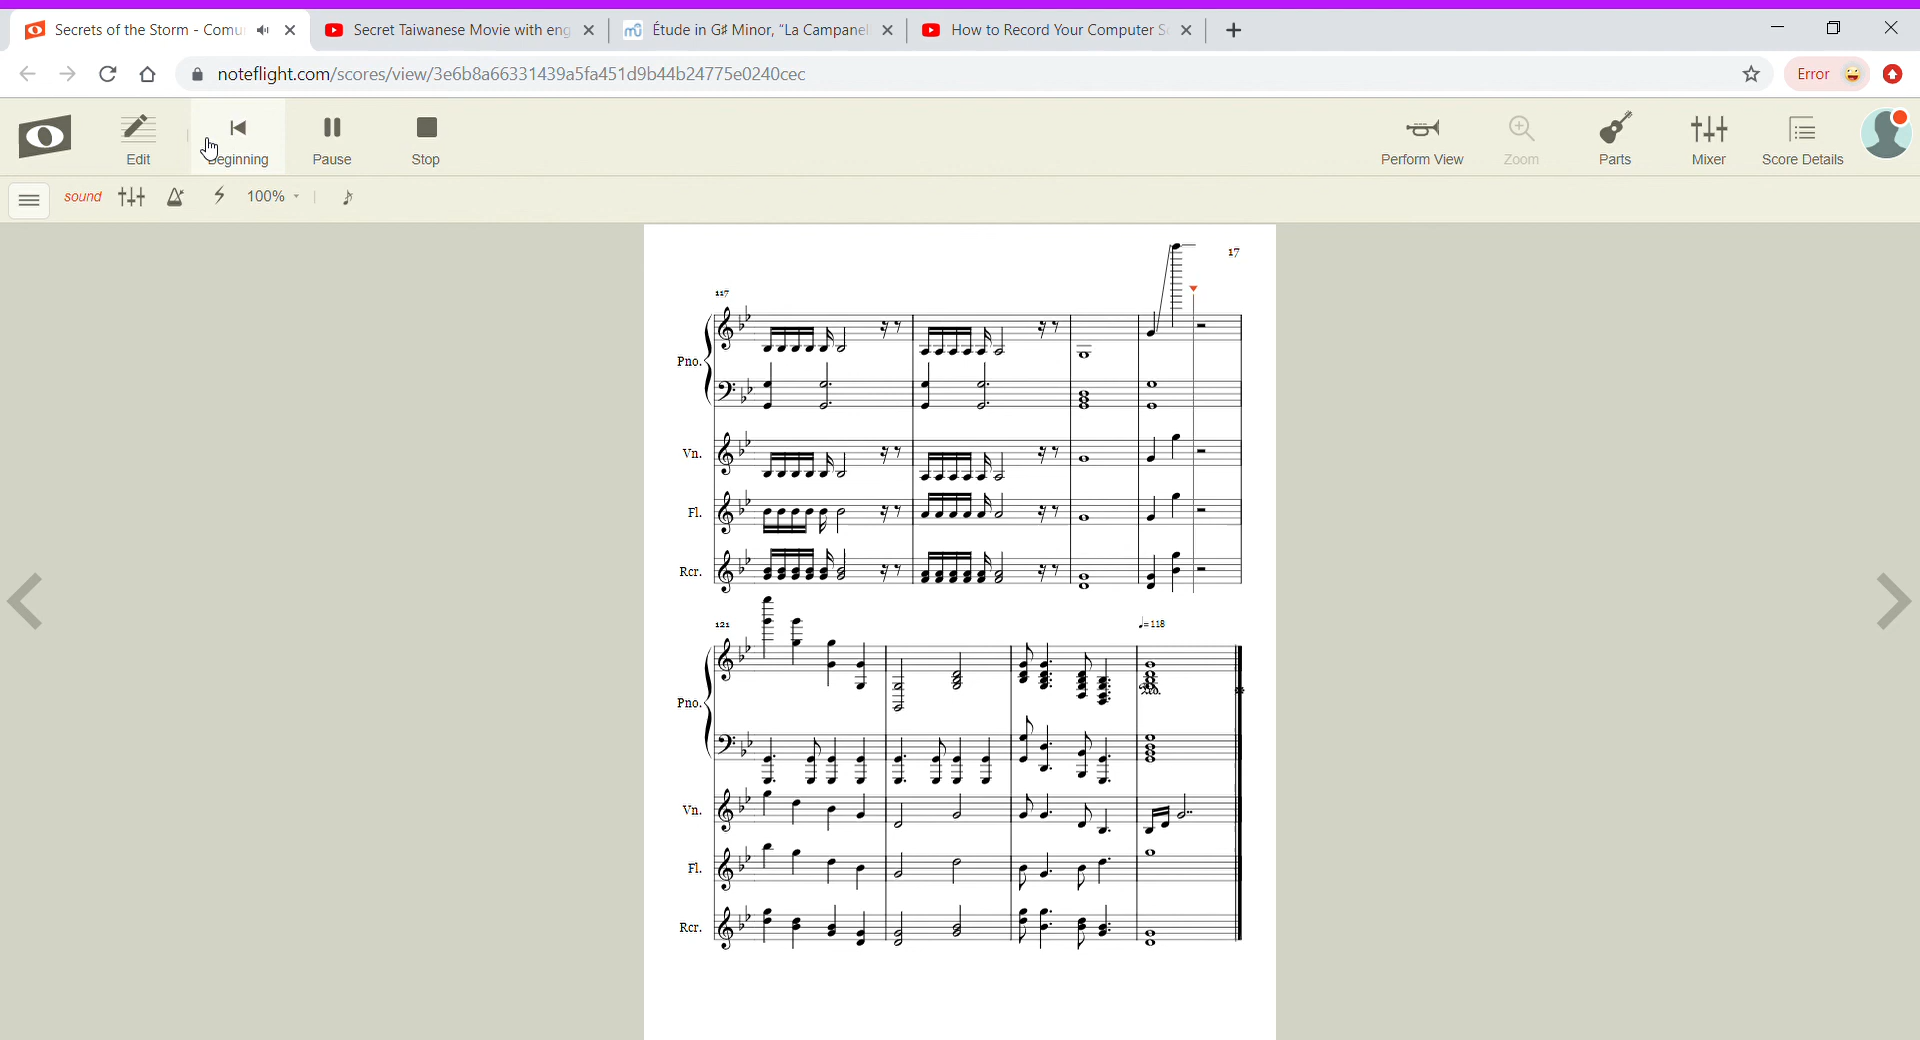 Secrets of the Storm - Comu
Secret Taiwanese Movie with eng
Étude in G♯ Minor, "La Campanel
How to Record Your Computer Sc
noteflight.com/scores/view/3e6b8a66331439a5fa451d9b44b24775e0240cec
Error
Edit
Beginning
Pause
Stop
Perform View
Zoom
Parts
Mixer
Score Details
sound
100%
17
117
Pno.
Vn.
Fl.
Rcr.
121
♩=118
Pno.
Vn.
Fl.
Rcr.